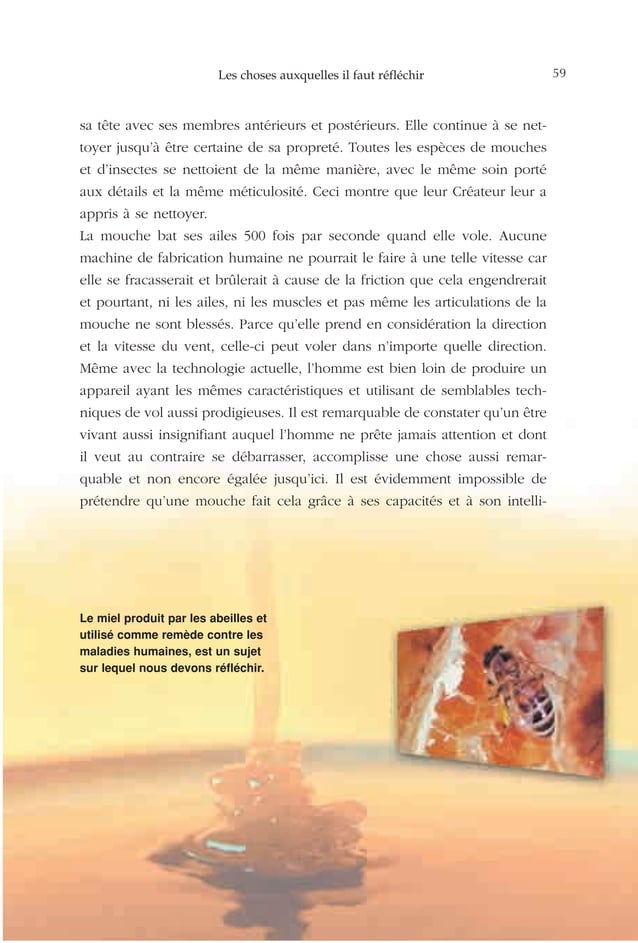 Les choses auxquelles il faut réfléchir
59
sa tête avec ses membres antérieurs et postérieurs. Elle continue à se net-
toyer jusqu'à être certaine de sa propreté. Toutes les espèces de mouches
et d'insectes se nettoient de la même manière, avec le même soin porté
aux détails et la même méticulosité. Ceci montre que leur Créateur leur a
appris à se nettoyer.
La mouche bat ses ailes 500 fois par seconde quand elle vole. Aucune
machine de fabrication humaine ne pourrait le faire à une telle vitesse car
elle se fracasserait et brûlerait à cause de la friction que cela engendrerait
et pourtant, ni les ailes, ni les muscles et pas même les articulations de la
mouche ne sont blessés. Parce qu'elle prend en considération la direction
et la vitesse du vent, celle-ci peut voler dans n'importe quelle direction.
Même avec la technologie actuelle, l'homme est bien loin de produire un
appareil ayant les mêmes caractéristiques et utilisant de semblables tech-
niques de vol aussi prodigieuses. Il est remarquable de constater qu'un être
vivant aussi insignifiant auquel l'homme ne prête jamais attention et dont
il veut au contraire se débarrasser, accomplisse une chose aussi remar-
quable et non encore égalée jusqu'ici. Il est évidemment impossible de
prétendre qu'une mouche fait cela grâce à ses capacités et à son intelli-
Le miel produit par les abeilles et
utilisé comme remède contre les
maladies humaines, est un sujet
sur lequel nous devons réfléchir.